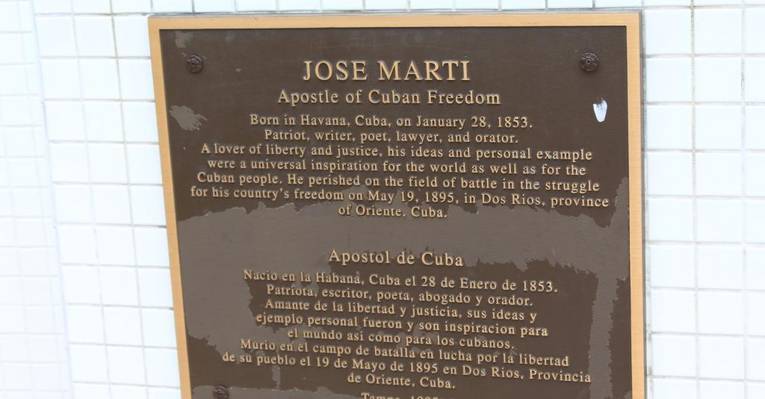 JOSE MARTI
Apostle of Cuban Freedom
Born in Havana, Cuba, on January 28, 1853.
Patriot, writer, poet, lawyer, and orator.
A lover of liberty and justice, his ideas and personal example
were a universal inspiration for the world as well as for the
Cuban people. He perished on the field of battle in the struggle
for his country's freedom on May 19, 1895, in Dos Rios, province
of Oriente, Cuba.
Apostol de Cuba
Nacio en la Habana, Cuba el 28 de Enero de 1853.
Patriota, escritor, poeta, abogado y orador.
Amante de la libertad y justicia, sus ideas y
ejemplo personal fueron y son inspiracion para
el mundo asi como para los cubanos.
Murio en el campo de batalla en lucha por la libertad
de su pueblo el 19 de Mayo de 1895 en Dos Rios, Provincia
de Oriente, Cuba.
Tampa,